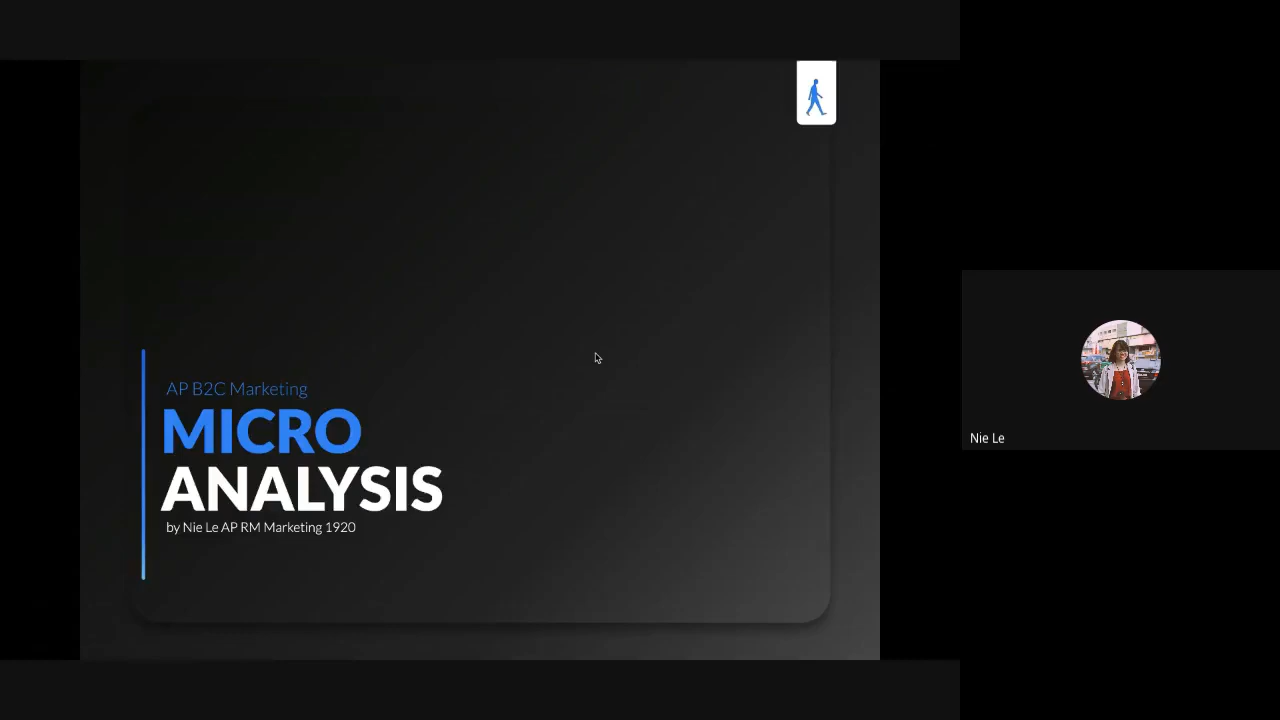 AP B2C Marketing
MICRO
ANALYSIS
by Nie Le AP RM Marketing 1920
Nie Le